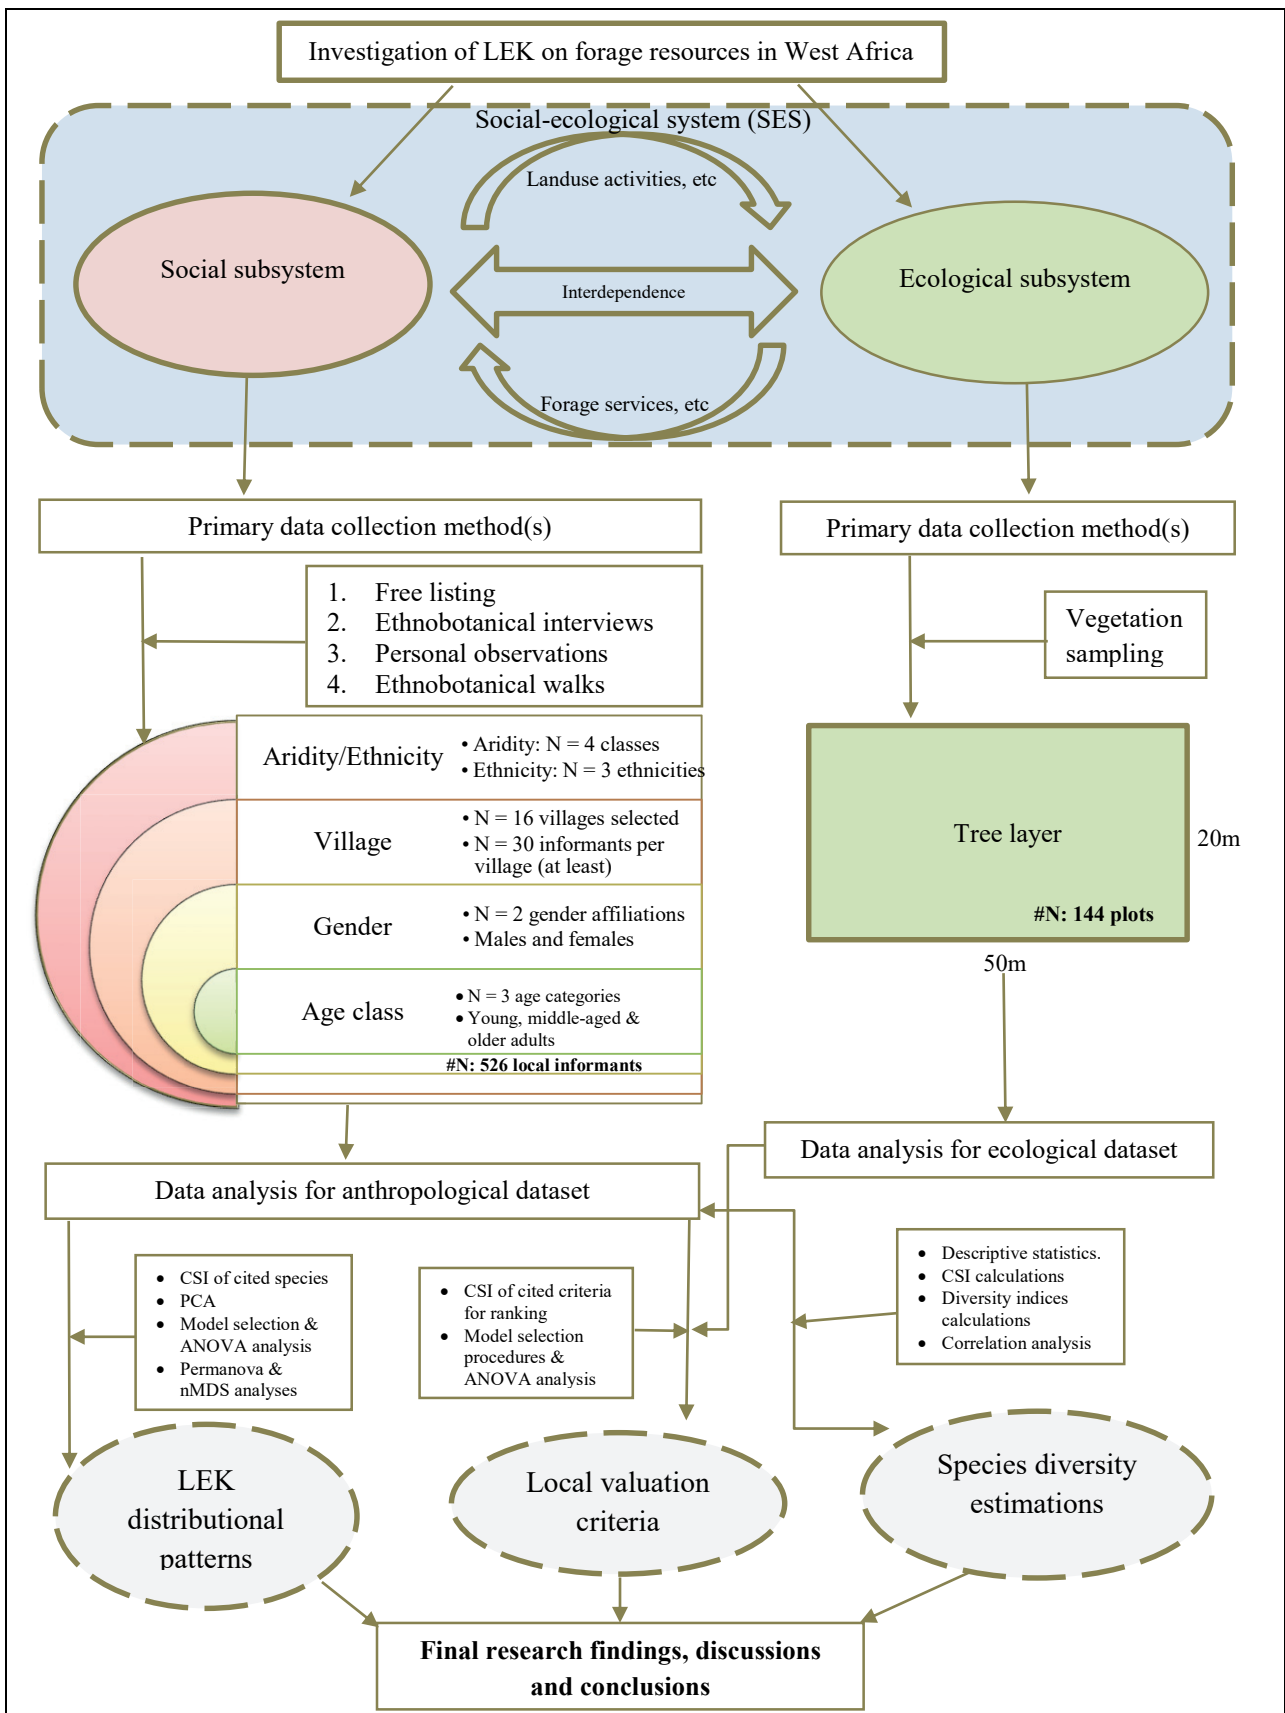 Investigation of LEK on forage resources in West Africa
Social-ecological system (SES)
Landuse activities, etc
Social subsystem
Interdependence
Ecological subsystem
Forage services, etc
Primary data collection method(s)
1. Free listing
2. Ethnobotanical interviews
3. Personal observations
4. Ethnobotanical walks
Aridity/Ethnicity
• Aridity: N = 4 classes
• Ethnicity: N = 3 ethnicities
Village
• N = 16 villages selected
• N = 30 informants per
village (at least)
Gender
• N = 2 gender affiliations
• Males and females
Age class
• N = 3 age categories
• Young, middle-aged &
older adults
#N: 526 local informants
Primary data collection method(s)
Vegetation
sampling
Tree layer
20m
#N: 144 plots
50m
Data analysis for ecological dataset
Data analysis for anthropological dataset
• CSI of cited species
• PCA
• Model selection &
ANOVA analysis
• Permanova &
nMDS analyses
• CSI of cited criteria
for ranking
• Model selection
procedures &
ANOVA analysis
• Descriptive statistics.
• CSI calculations
• Diversity indices
calculations
• Correlation analysis
LEK
distributional
patterns
Local valuation
criteria
Species diversity
estimations
Final research findings, discussions
and conclusions